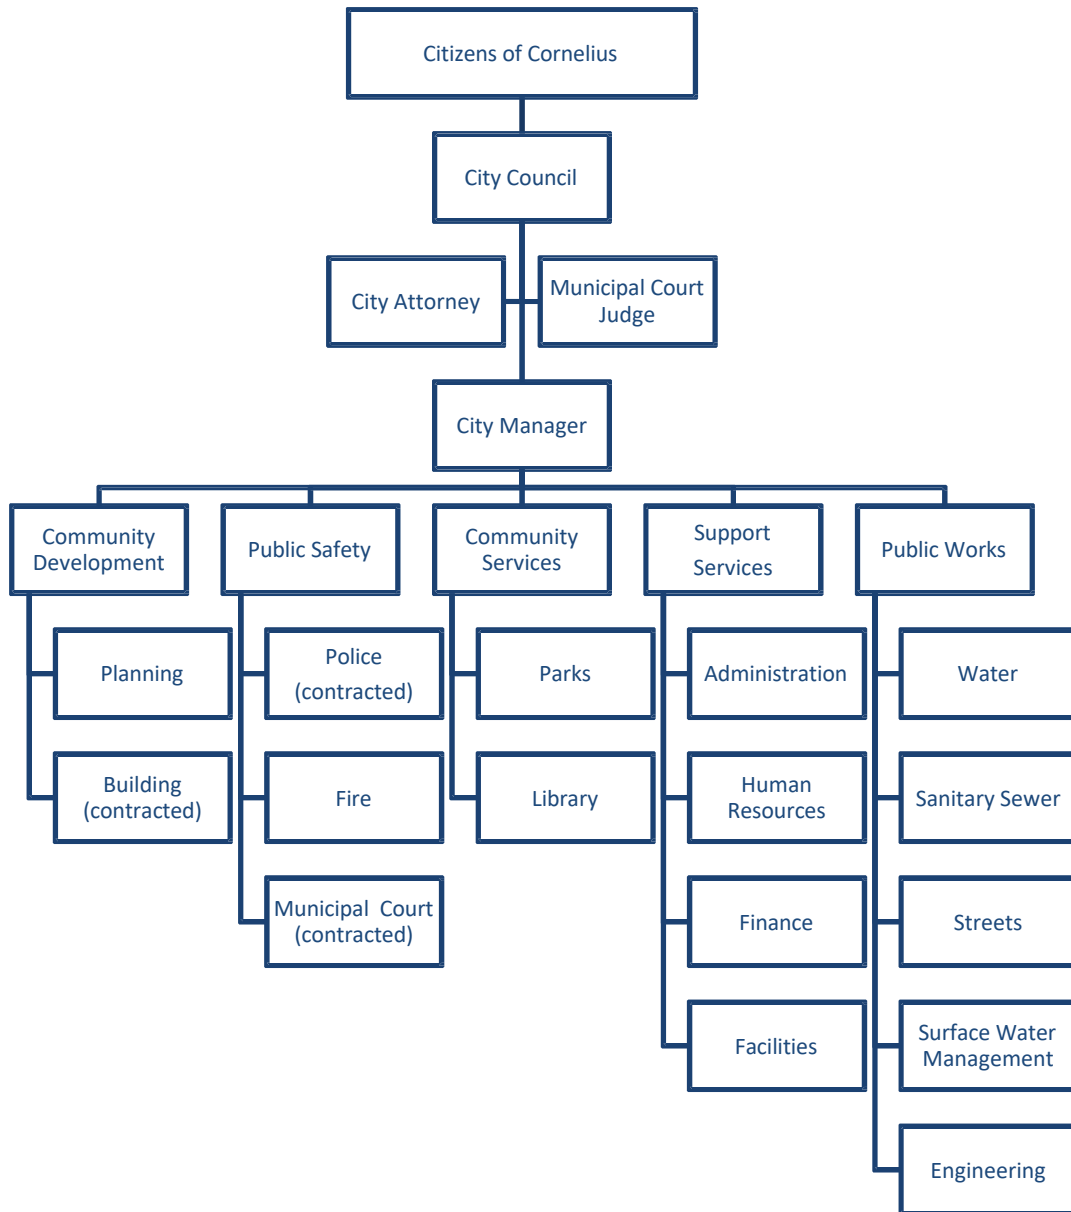 Citizens of Cornelius
City Council
City Attorney
Municipal Court
Judge
City Manager
Community
Development
Public Safety
Community
Services
Support
Services
Public Works
Planning
Police
(contracted)
Parks
Administration
Water
Building
(contracted)
Fire
Library
Human
Resources
Sanitary Sewer
Municipal Court
(contracted)
Finance
Streets
Facilities
Surface Water
Management
Engineering